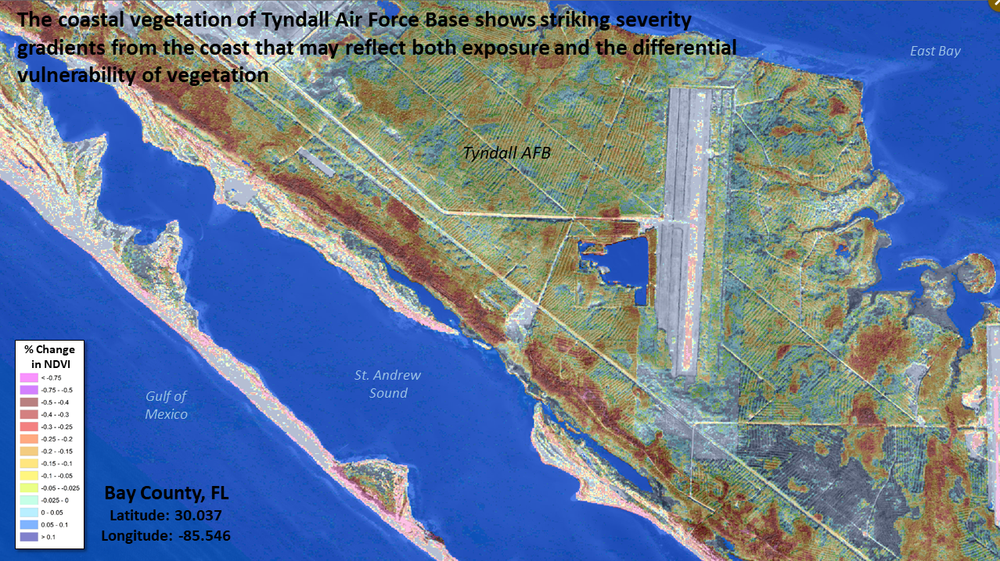 The coastal vegetation of Tyndall Air Force Base shows striking severity
gradients from the coast that may reflect both exposure and the differential
vulnerability of vegetation
East Bay
Tyndall AFB
St. Andrew
Sound
Gulf of
Mexico
% Change
in NDVI
< -0.75
-0.75 - -0.5
-0.5 - -0.4
-0.4 - -0.3
-0.3 - -0.25
-0.25 - -0.2
-0.2 - -0.15
-0.15 - -0.1
-0.1 - -0.05
-0.05 - -0.025
-0.025 - 0
0 - 0.05
0.05 - 0.1
> 0.1
Bay County, FL
Latitude: 30.037
Longitude: -85.546